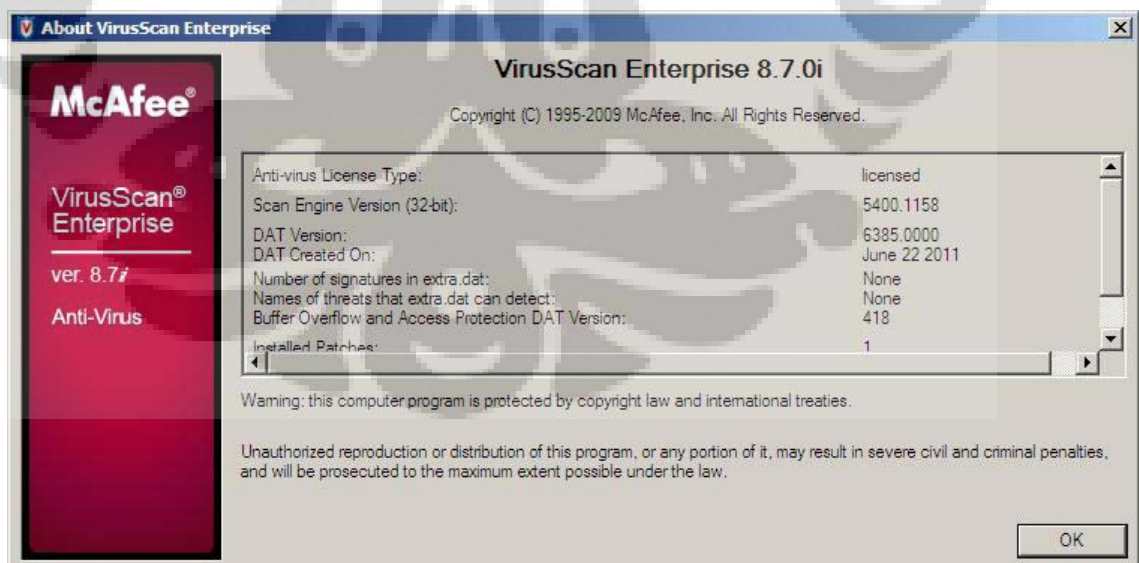 About VirusScan Enterprise
McAfee®
VirusScan®
Enterprise
ver. 8.7i
Anti-Virus
VirusScan Enterprise 8.7.0i
Copyright (C) 1995-2009 McAfee, Inc. All Rights Reserved.
Anti-virus License Type: licensed
Scan Engine Version (32-bit): 5400.1158
DAT Version: 6385.0000
DAT Created On: June 22 2011
Number of signatures in extra.dat: None
Names of threats that extra.dat can detect: None
Buffer Overflow and Access Protection DAT Version: 418
Installed Patches: 1
Warning: this computer program is protected by copyright law and international treaties.
Unauthorized reproduction or distribution of this program, or any portion of it, may result in severe civil and criminal penalties,
and will be prosecuted to the maximum extent possible under the law.
OK